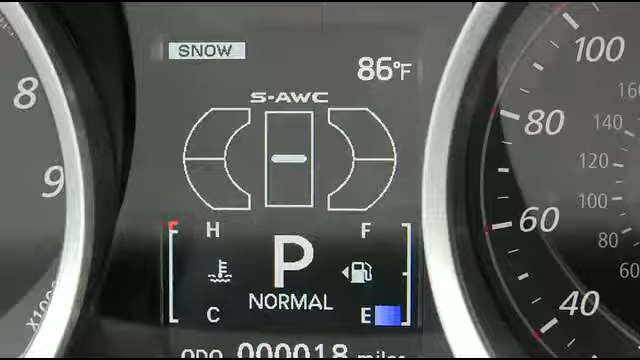 SNOW
86°F
S-AWC
H
F
P
NORMAL
C
E
ODO 000018 miles
8
9
X1000
100
80
60
40
160
140
120
100
80
60